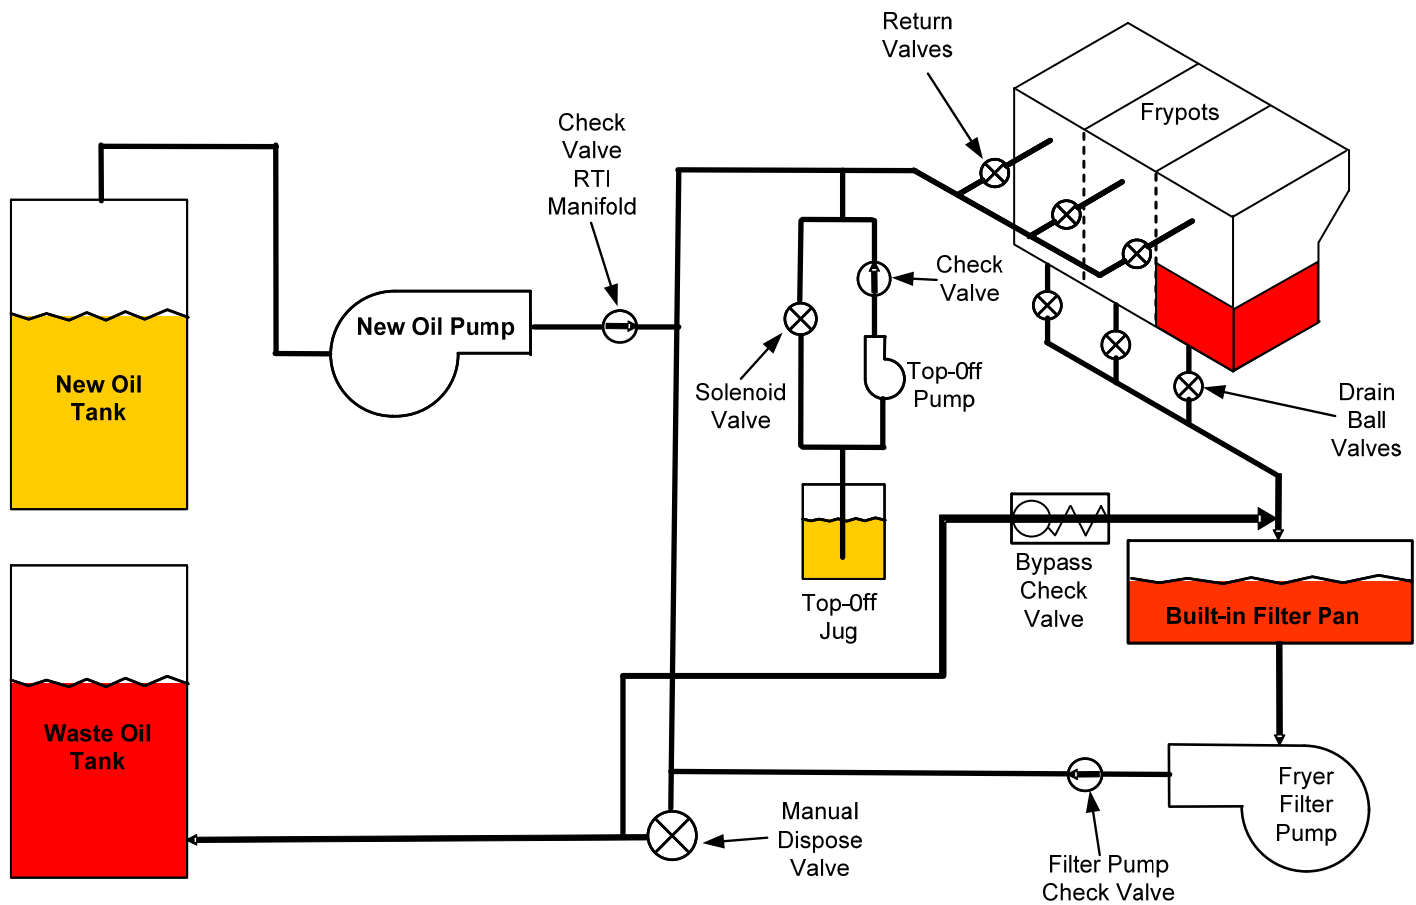 Return
Valves
Frypots
Check
Valve
RTI
Manifold
New Oil Pump
Check
Valve
New Oil
Tank
Solenoid
Valve
Top-Off
Pump
Drain
Ball
Valves
Bypass
Check
Valve
Top-Off
Jug
Built-in Filter Pan
Waste Oil
Tank
Manual
Dispose
Valve
Fryer
Filter
Pump
Filter Pump
Check Valve